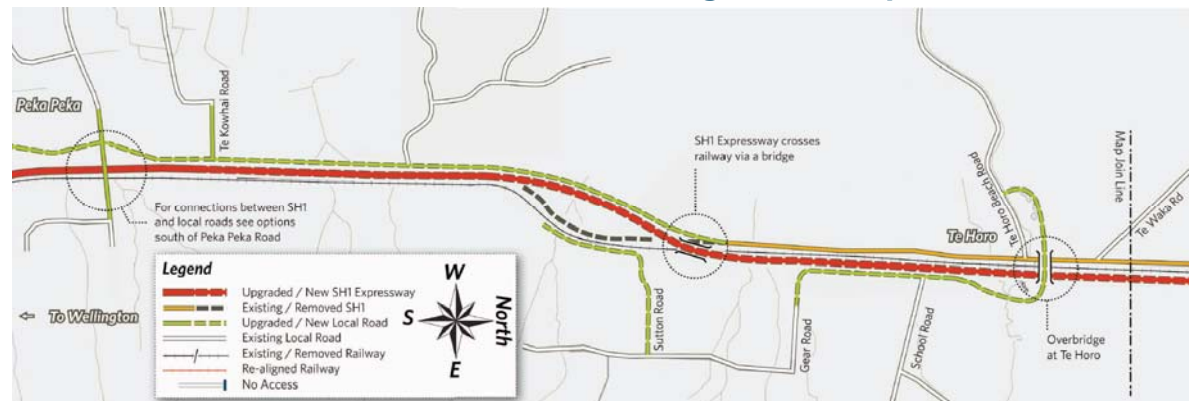 Peka Peka
Te Kowhai Road
For connections between SH1
and local roads see options
south of Peka Peka Road
SH1 Expressway crosses
railway via a bridge
Te Horo Beach Road
Te Horo
Map Join Line
Te Waka Rd
Legend
Upgraded / New SH1 Expressway
Existing / Removed SH1
Upgraded / New Local Road
Existing Local Road
Existing / Removed Railway
Re-aligned Railway
No Access
W
S
North
E
To Wellington
Sutton Road
Gear Road
School Road
Overbridge
at Te Horo